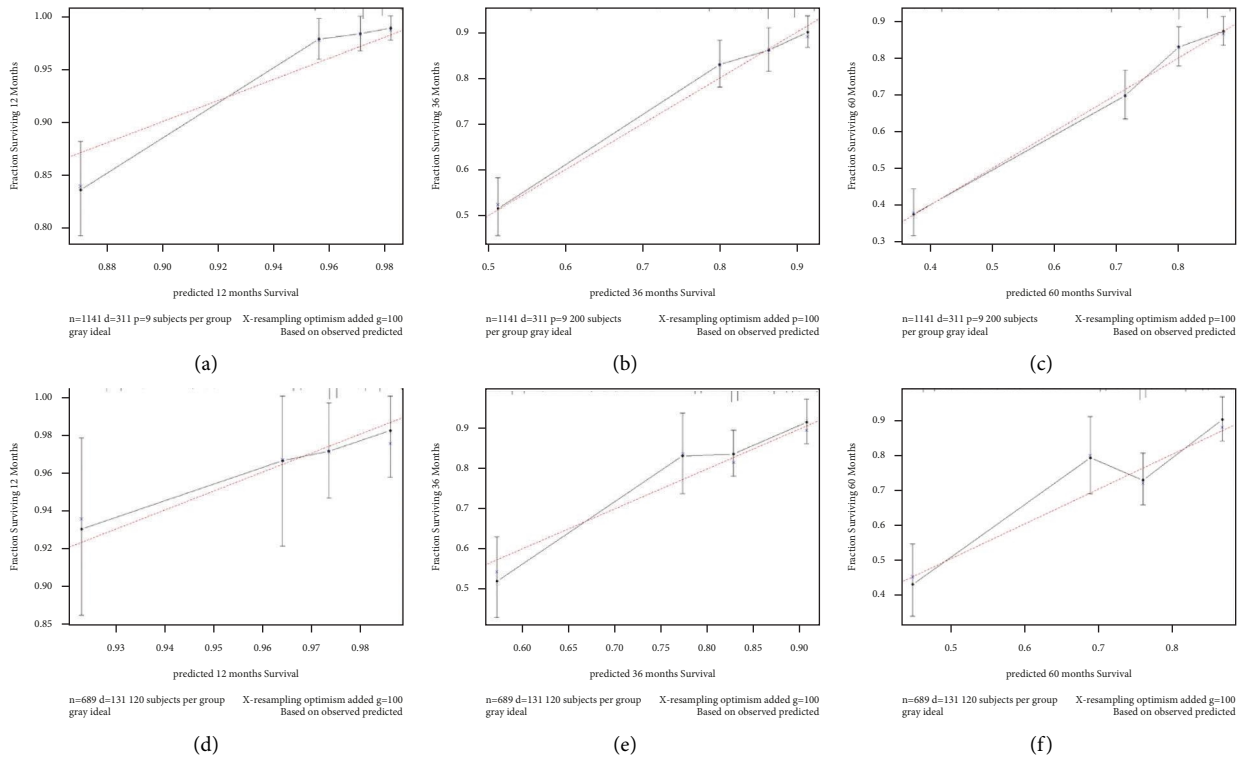 1.00
0.95
0.90
0.85
0.80
Fraction Surviving 12 Months
0.88 0.90 0.92 0.94 0.96 0.98
predicted 12 months Survival
n=1141 d=311 p=9 subjects per group
gray ideal
X-resampling optimism added g=100
Based on observed predicted
(a)
0.9
0.8
0.7
0.6
0.5
Fraction Surviving 36 Months
0.5 0.6 0.7 0.8 0.9
predicted 36 months Survival
n=1141 d=311 p=9 200 subjects
per group gray ideal
X-resampling optimism added p=100
Based on observed predicted
(b)
0.9
0.8
0.7
0.6
0.5
0.4
0.3
Fraction Surviving 60 Months
0.4 0.5 0.6 0.7 0.8
predicted 60 months Survival
n=1141 d=311 p=9 200 subjects
per group gray ideal
X-resampling optimism added p=100
Based on observed predicted
(c)
1.00
0.98
0.96
0.94
0.92
0.90
0.85
Fraction Surviving 12 Months
0.93 0.94 0.95 0.96 0.97 0.98
predicted 12 months Survival
n=689 d=131 120 subjects per group
gray ideal
X-resampling optimism added g=100
Based on observed predicted
(d)
0.9
0.8
0.7
0.6
0.5
Fraction Surviving 36 Months
0.60 0.65 0.70 0.75 0.80 0.85 0.90
predicted 36 months Survival
n=689 d=131 120 subjects per group
gray ideal
X-resampling optimism added g=100
Based on observed predicted
(e)
0.9
0.8
0.7
0.6
0.5
0.4
Fraction Surviving 60 Months
0.5 0.6 0.7 0.8
predicted 60 months Survival
n=689 d=131 120 subjects per group
gray ideal
X-resampling optimism added g=100
Based on observed predicted
(f)